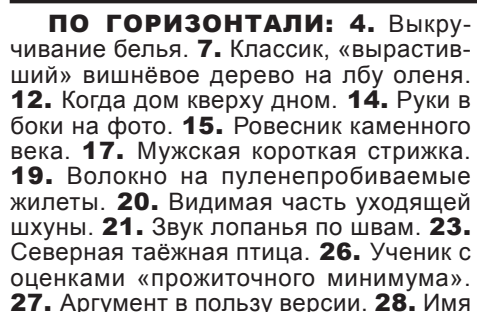 ПО ГОРИЗОНТАЛИ: 4. Выкру-
чивание белья. 7. Классик, «вырастив-
ший» вишнёвое дерево на лбу оленя.
12. Когда дом кверху дном. 14. Руки в
боки на фото. 15. Ровесник каменного
века. 17. Мужская короткая стрижка.
19. Волокно на пуленепробиваемые
жилеты. 20. Видимая часть уходящей
шхуны. 21. Звук лопанья по швам. 23.
Северная таёжная птица. 26. Ученик с
оценками «прожиточного минимума».
27. Аргумент в пользу версии. 28. Имя